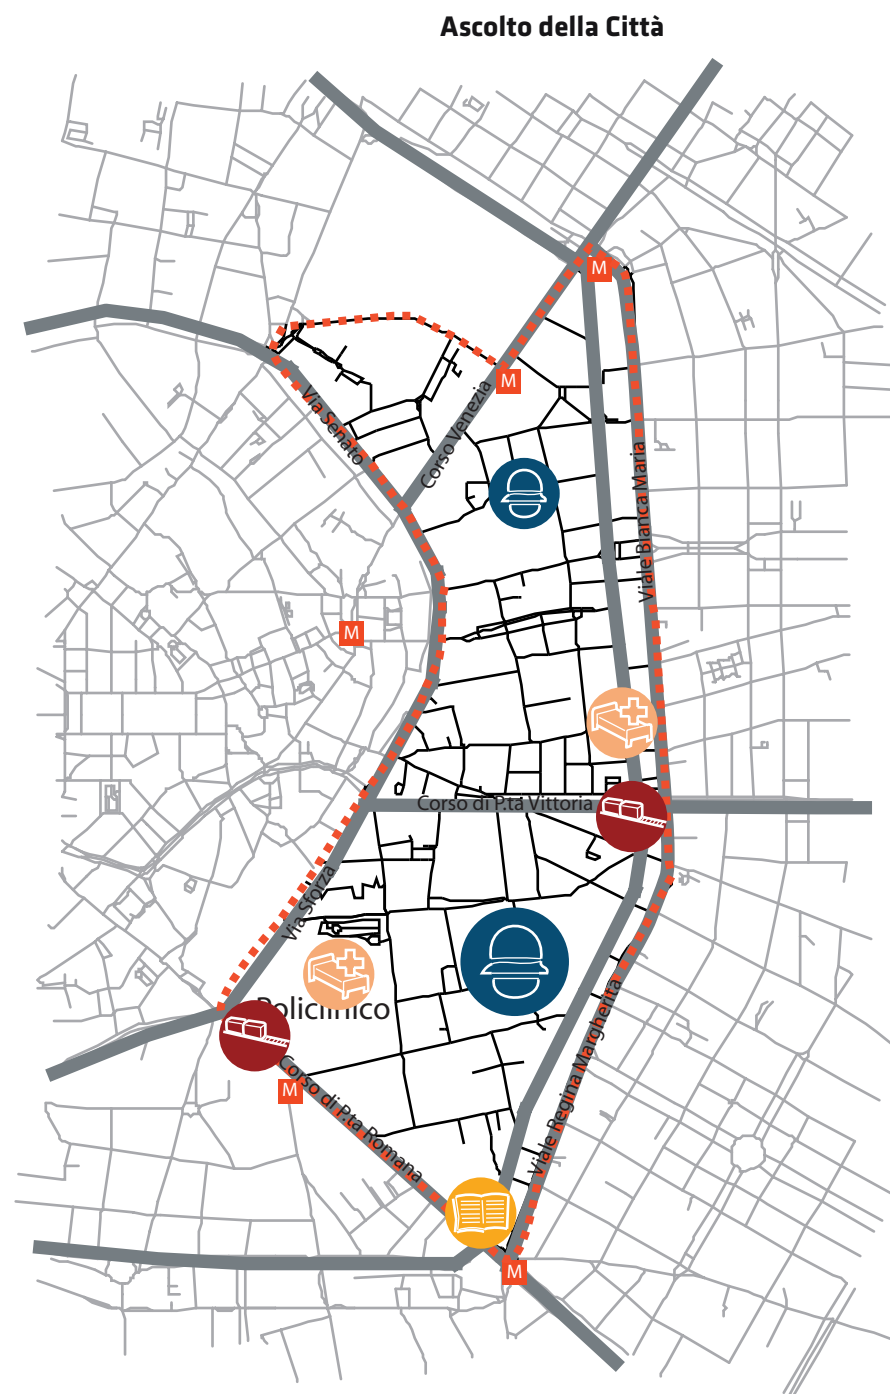 Ascolto della Città
M
M
Via Senato
Corso Venezia
Viale Bianca Maria
M
Corso di P.ta Vittoria
Via Sforza
Policlinico
M
Corso di P.ta Romana
Viale Regina Margherita
M